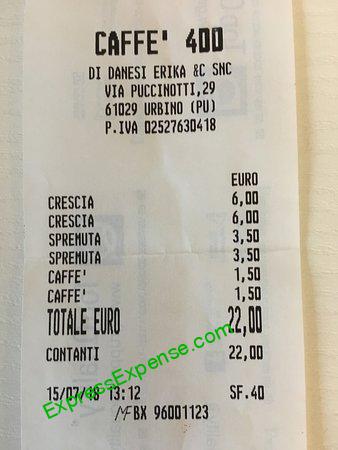 CAFFE' 400
DI DANESI ERIKA &C SNC
VIA PUCCINOTTI,29
61029 URBINO (PU)
P.IVA 02527630418
EURO
CRESCIA 6,00
CRESCIA 6,00
SPREMUTA 3,50
SPREMUTA 3,50
CAFFE' 1,50
CAFFE' 1,50
TOTALE EURO 22,00
CONTANTI 22,00
15/07/18 13:12 SF.40
MF BX 96001123
ExpressExpense.com